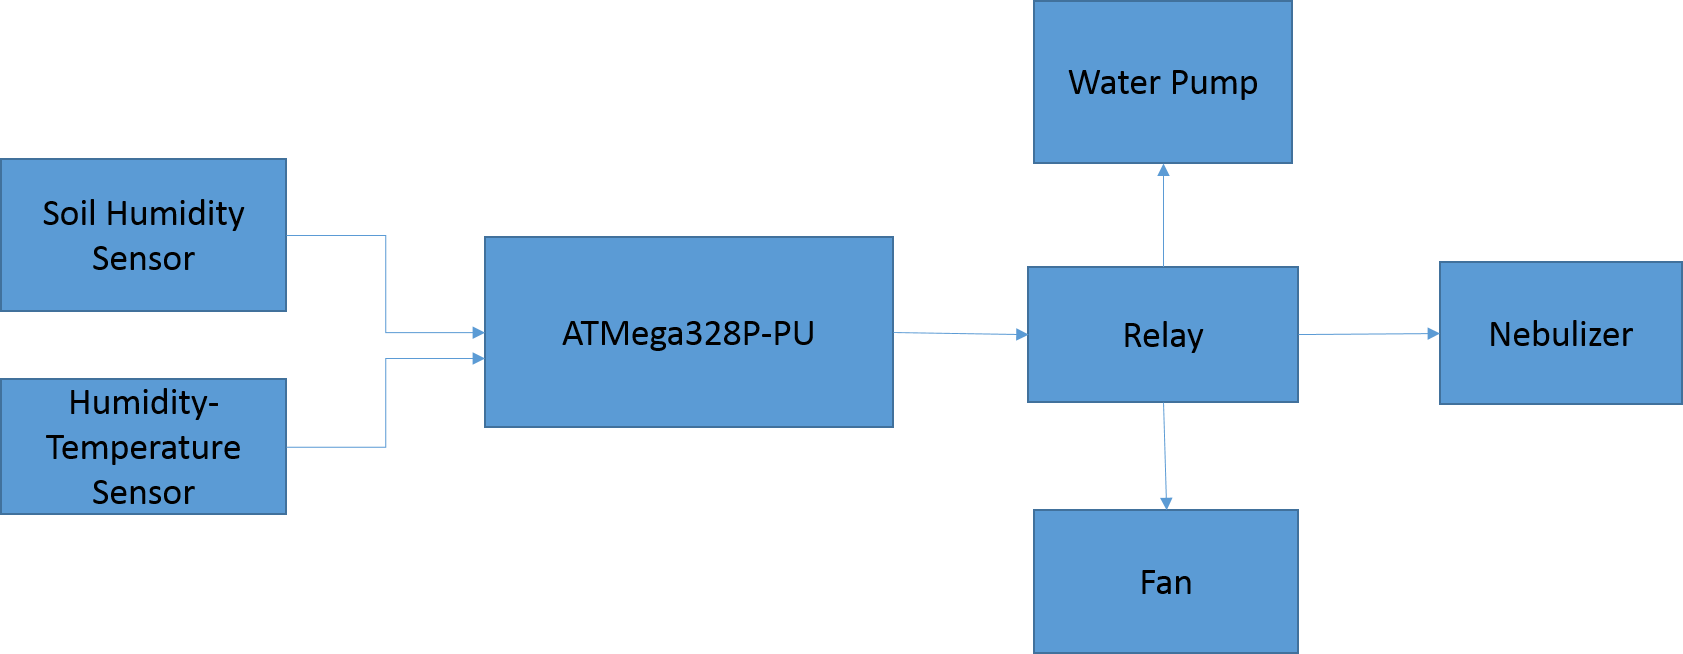 Water Pump
Soil Humidity
Sensor
ATMega328P-PU
Relay
Nebulizer
Humidity-
Temperature
Sensor
Fan